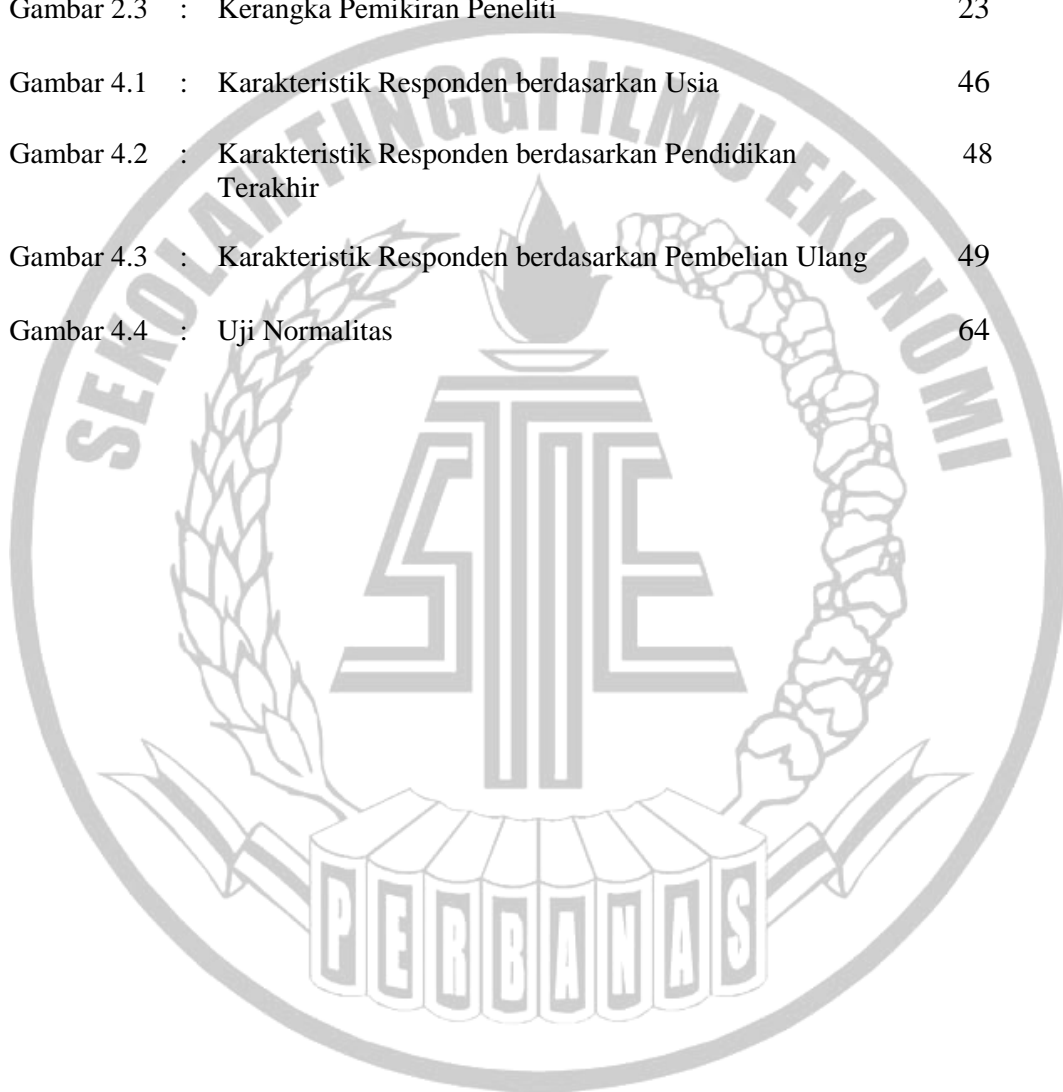 Gambar 2.3 : Kerangka Pemikiran Peneliti 23
Gambar 4.1 : Karakteristik Responden berdasarkan Usia 46
Gambar 4.2 : Karakteristik Responden berdasarkan Pendidikan 48
Terakhir
Gambar 4.3 : Karakteristik Responden berdasarkan Pembelian Ulang 49
Gambar 4.4 : Uji Normalitas 64
SEKOLAH TINGGI ILMU EKONOMI
STIE
PERBANAS